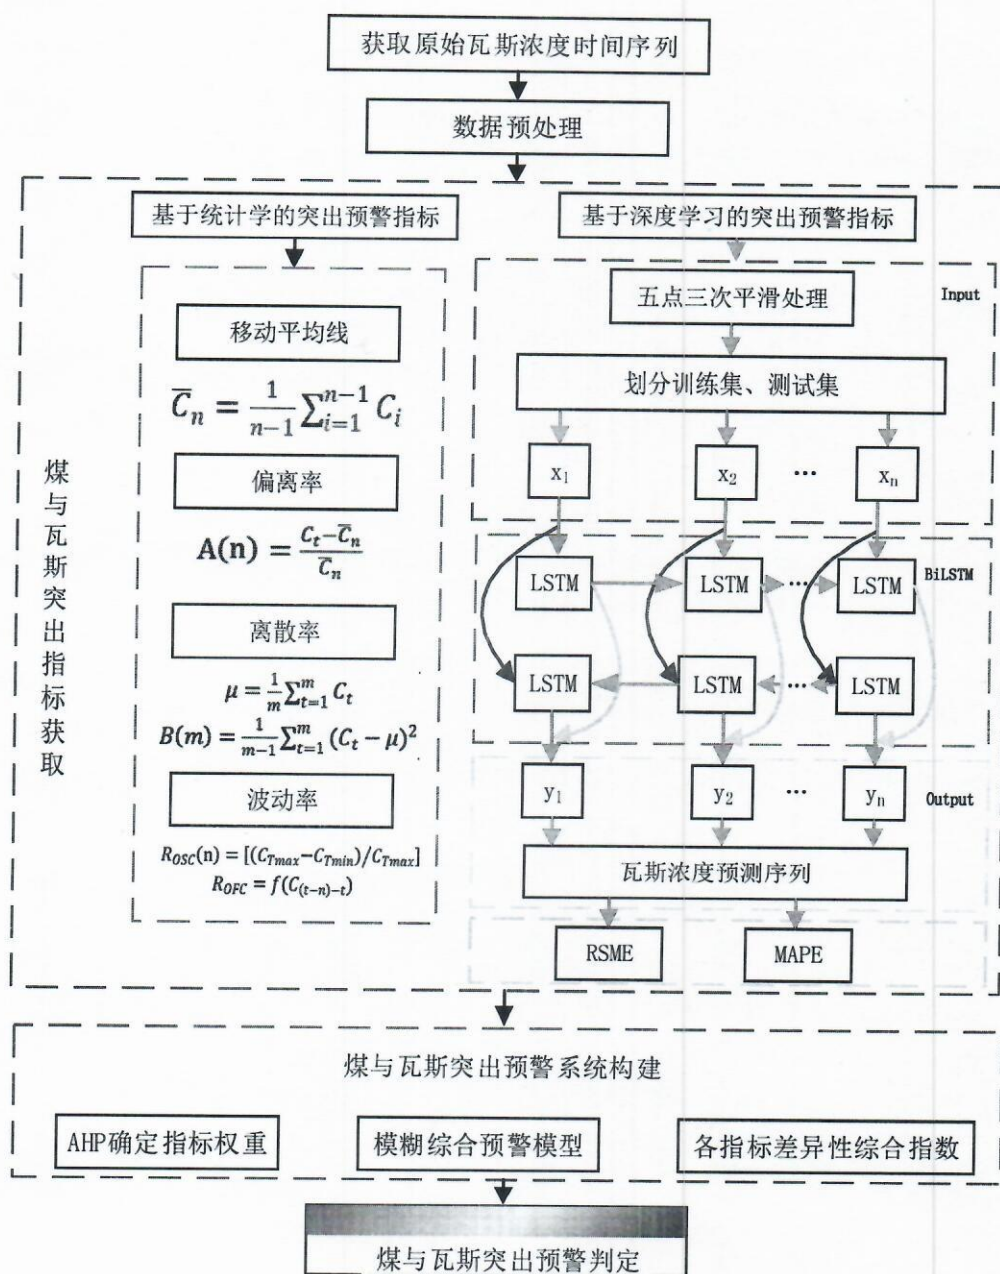 获取原始瓦斯浓度时间序列
数据预处理
煤与瓦斯突出指标获取
基于统计学的突出预警指标
移动平均线
C̅ₙ = 1/(n-1) ∑ᵢ₌₁ⁿ⁻¹ Cᵢ
偏离率
A(n) = (Cₜ-C̅ₙ)/C̅ₙ
离散率
μ = 1/m ∑ₜ₌₁ᵐ Cₜ
B(m) = 1/(m-1) ∑ₜ₌₁ᵐ (Cₜ - μ)²
波动率
R_OSC(n) = [(C_Tmax-C_Tmin)/C_Tmax]
R_OFC = f(C_(t-n)-t)
基于深度学习的突出预警指标
五点三次平滑处理
Input
划分训练集、测试集
x₁ x₂ … xₙ
LSTM LSTM … LSTM
BiLSTM
LSTM LSTM … LSTM
y₁ y₂ … yₙ
Output
瓦斯浓度预测序列
RSME MAPE
煤与瓦斯突出预警系统构建
AHP确定指标权重 模糊综合预警模型 各指标差异性综合指数
煤与瓦斯突出预警判定